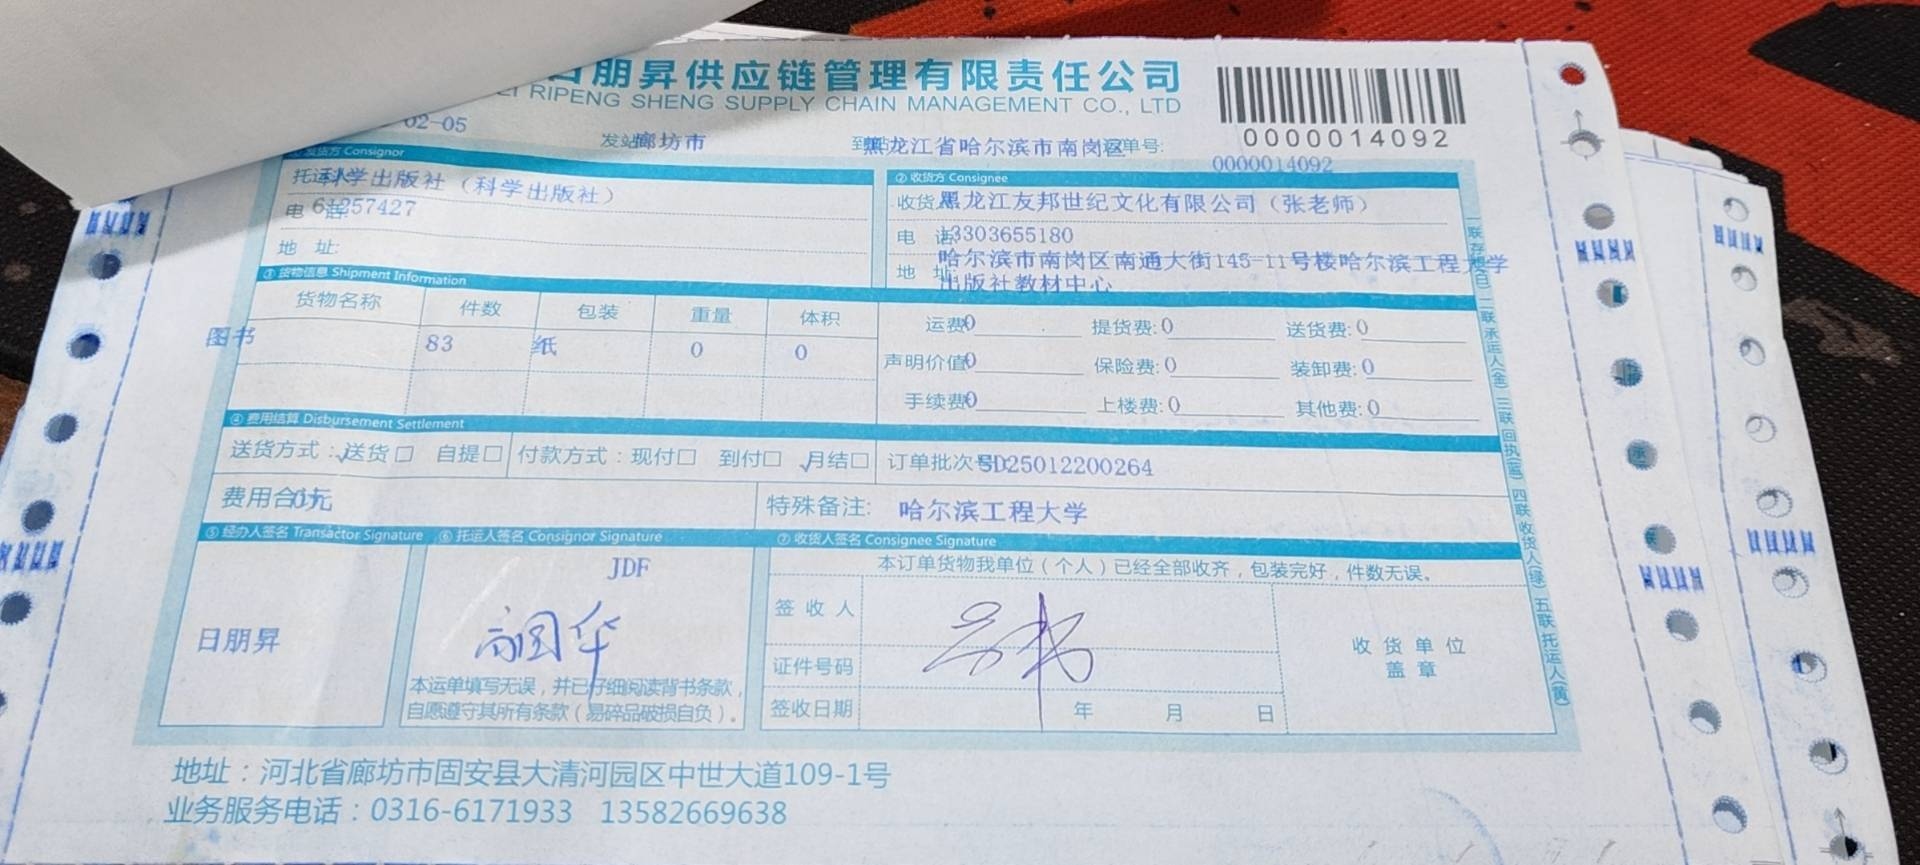 日朋昇供应链管理有限责任公司
RIPENG SHENG SUPPLY CHAIN MANAGEMENT CO., LTD
0000014092
02-05
发站 廊坊市
黑龙江省哈尔滨市南岗区 单号:
0000014092
Consignor
② 收货方 Consignee
托运 科学出版社（科学出版社）
收货 黑龙江友邦世纪文化有限公司（张老师）
电 话 61257427
电 话 13303655180
地 址:
地 址 哈尔滨市南岗区南通大街145-11号楼哈尔滨工程大学
出版社教材中心
③ 货物信息 Shipment Information
货物名称 件数 包装 重量 体积
图书 83 纸 0 0
运费 0 提货费: 0 送货费: 0
声明价值 0 保险费: 0 装卸费: 0
手续费 0 上楼费: 0 其他费: 0
④ 费用结算 Disbursement Settlement
送货方式：✓送货□ 自提□ 付款方式：现付□ 到付□ ✓月结□ 订单批次号 SD25012200264
费用合 0元
特殊备注: 哈尔滨工程大学
⑤ 经办人签名 Transactor Signature
⑥ 托运人签名 Consignor Signature
⑦ 收货人签名 Consignee Signature
日朋昇
JDF
本运单填写无误，并已仔细阅读背书条款，
自愿遵守其所有条款（易碎品破损自负）。
本订单货物我单位（个人）已经全部收齐，包装完好，件数无误。
签 收 人
证件号码
签收日期 年 月 日
收 货 单 位
盖 章
二联承运人(金) 三联回执(蓝) 四联收货人(绿) 五联托运人(黄)
地址：河北省廊坊市固安县大清河园区中世大道109-1号
业务服务电话：0316-6171933 13582669638